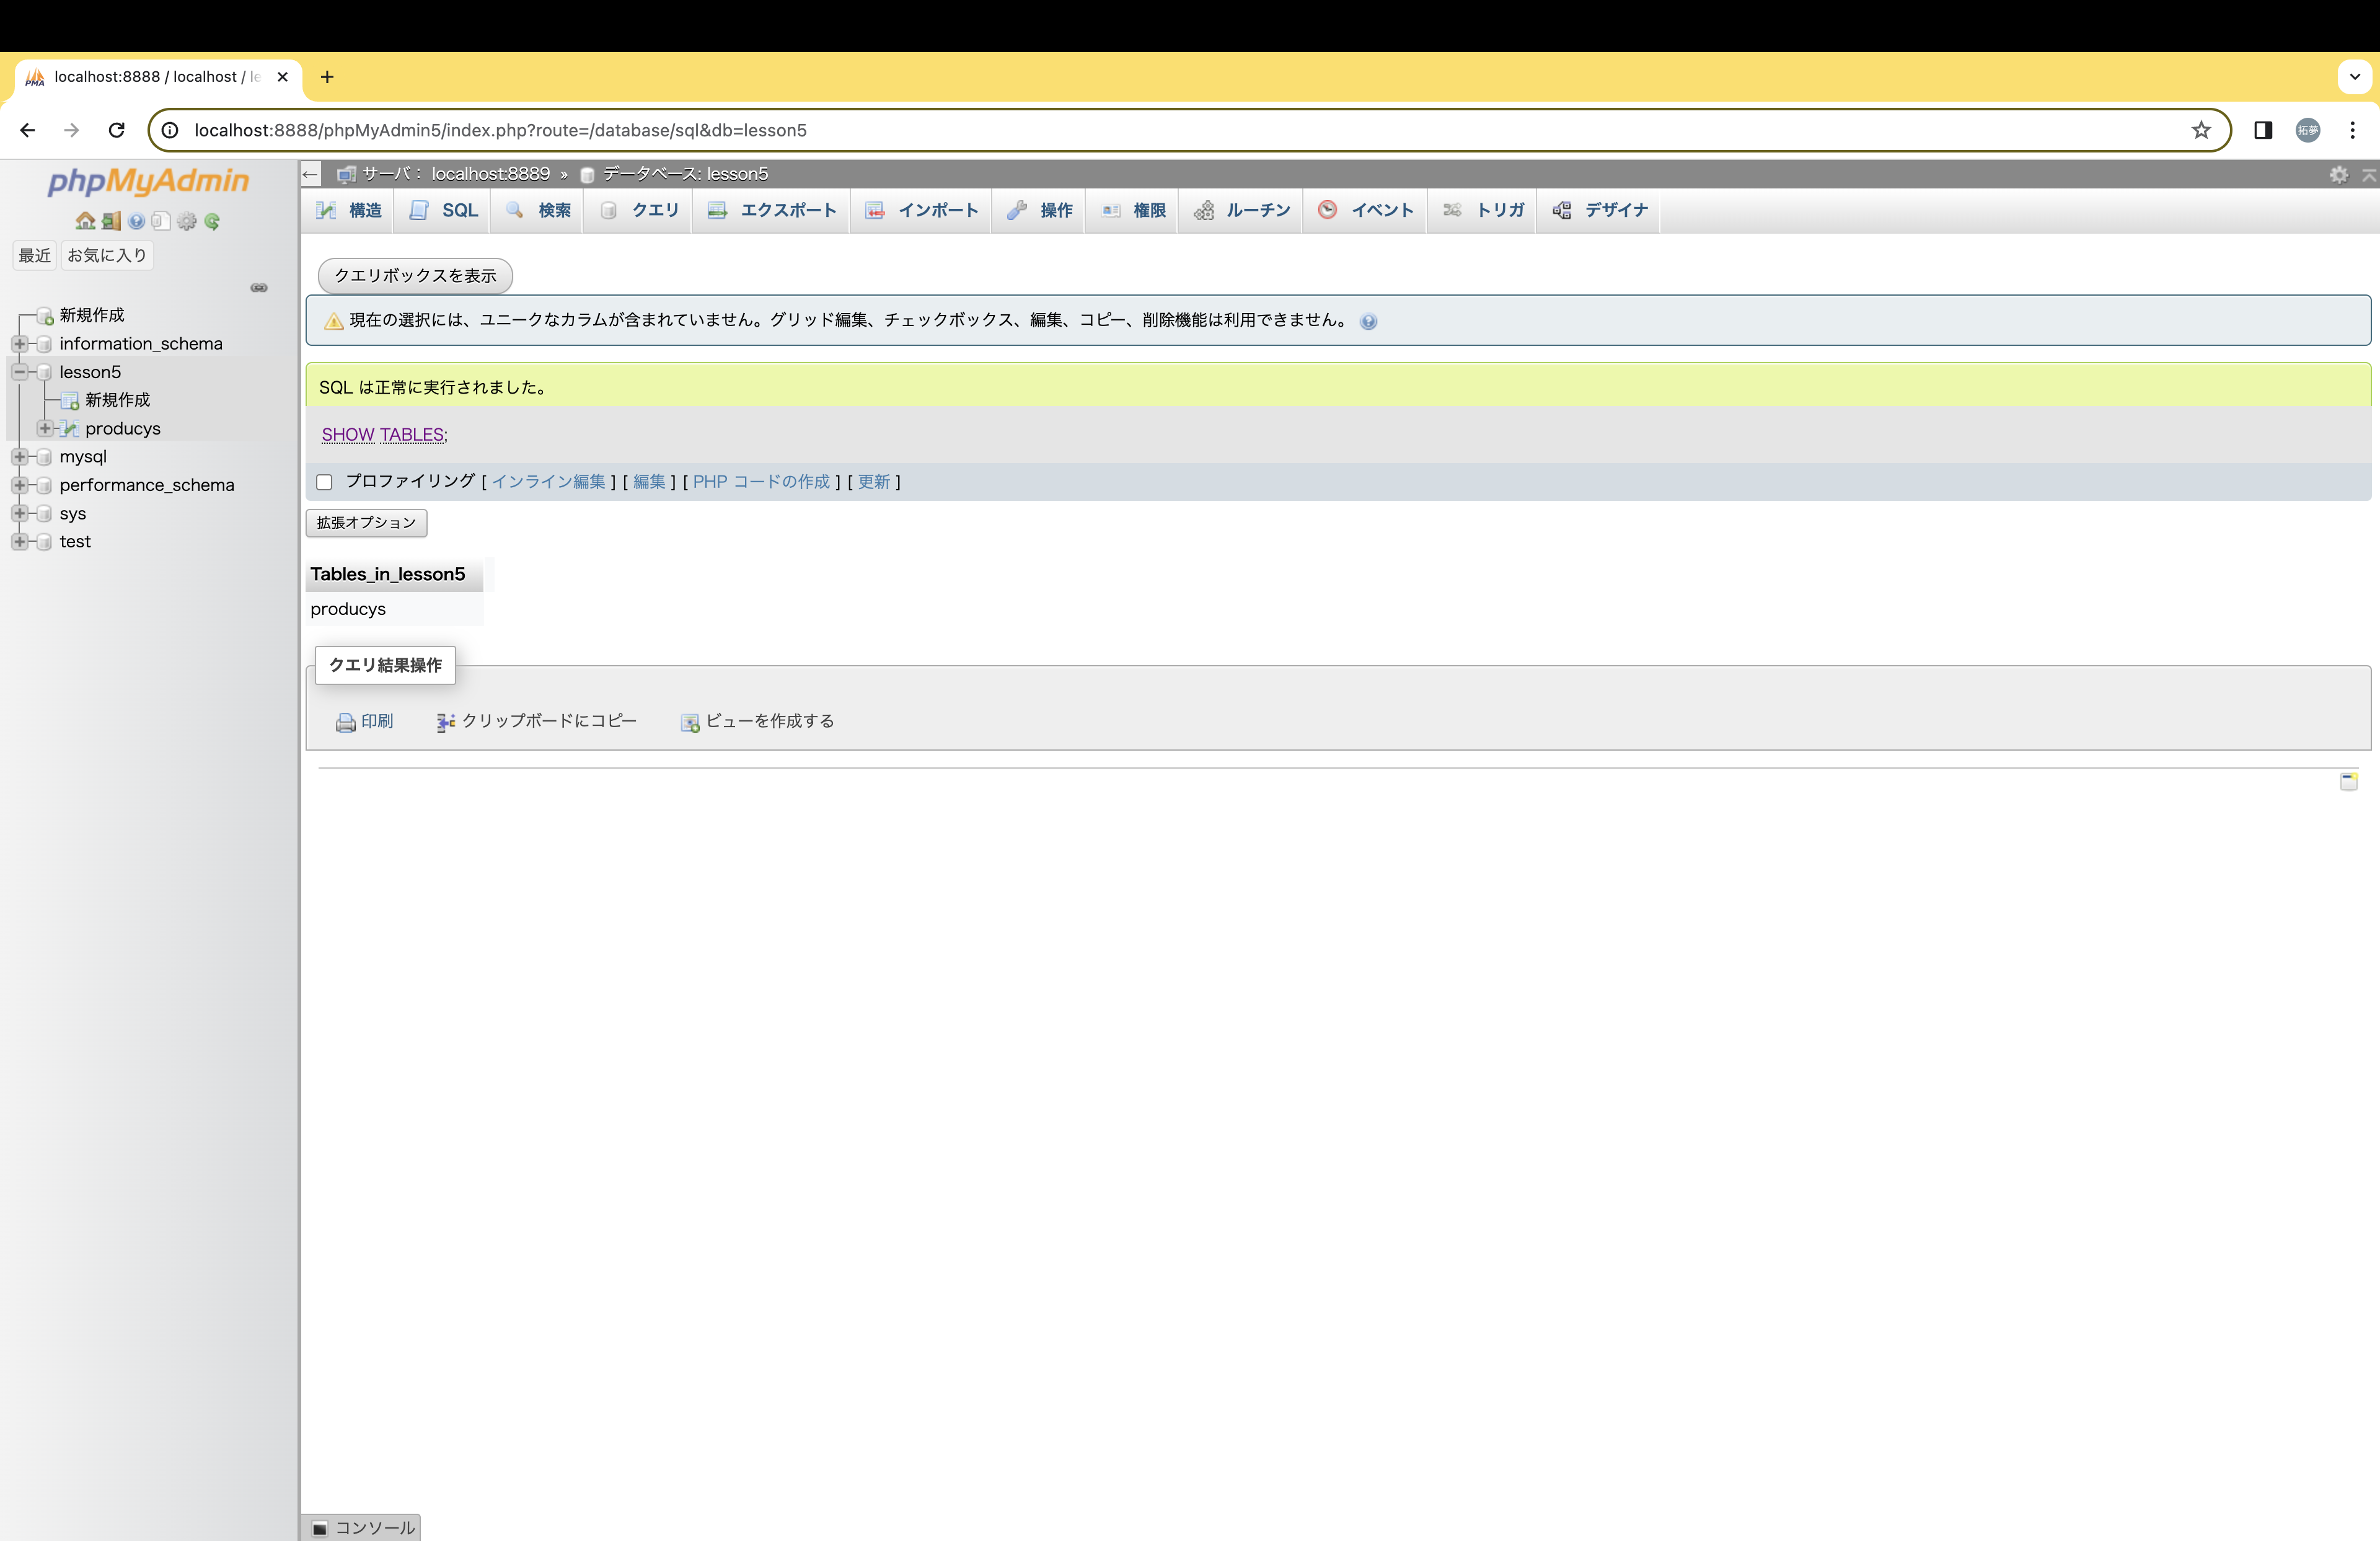 localhost:8888 / localhost / le
localhost:8888/phpMyAdmin5/index.php?route=/database/sql&db=lesson5
拓夢
phpMyAdmin
最近 お気に入り
新規作成
information_schema
lesson5
新規作成
producys
mysql
performance_schema
sys
test
サーバ: localhost:8889 » データベース: lesson5
構造 SQL 検索 クエリ エクスポート インポート 操作 権限 ルーチン イベント トリガ デザイナ
クエリボックスを表示
現在の選択には、ユニークなカラムが含まれていません。グリッド編集、チェックボックス、編集、コピー、削除機能は利用できません。
SQL は正常に実行されました。
SHOW TABLES;
プロファイリング [ インライン編集 ] [ 編集 ] [ PHP コードの作成 ] [ 更新 ]
拡張オプション
Tables_in_lesson5
producys
クエリ結果操作
印刷 クリップボードにコピー ビューを作成する
コンソール